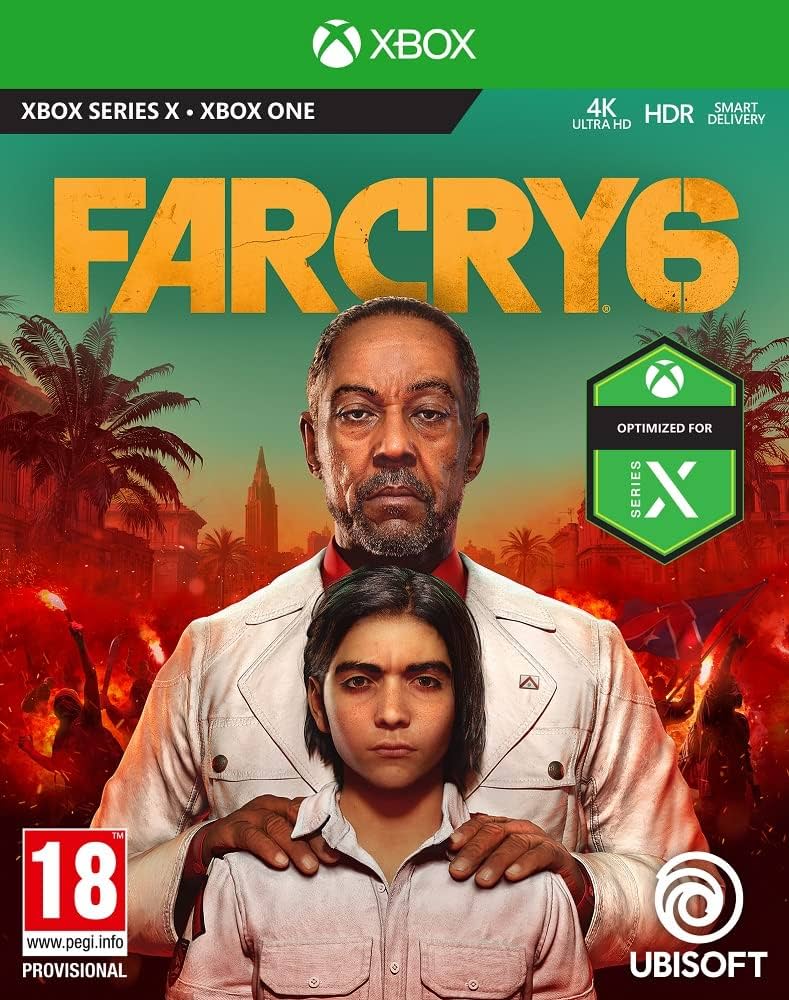 XBOX
XBOX SERIES X • XBOX ONE
4K
ULTRA HD
HDR
SMART
DELIVERY
FARCRY6®
OPTIMIZED FOR
SERIES
X
18™
www.pegi.info
PROVISIONAL
UBISOFT